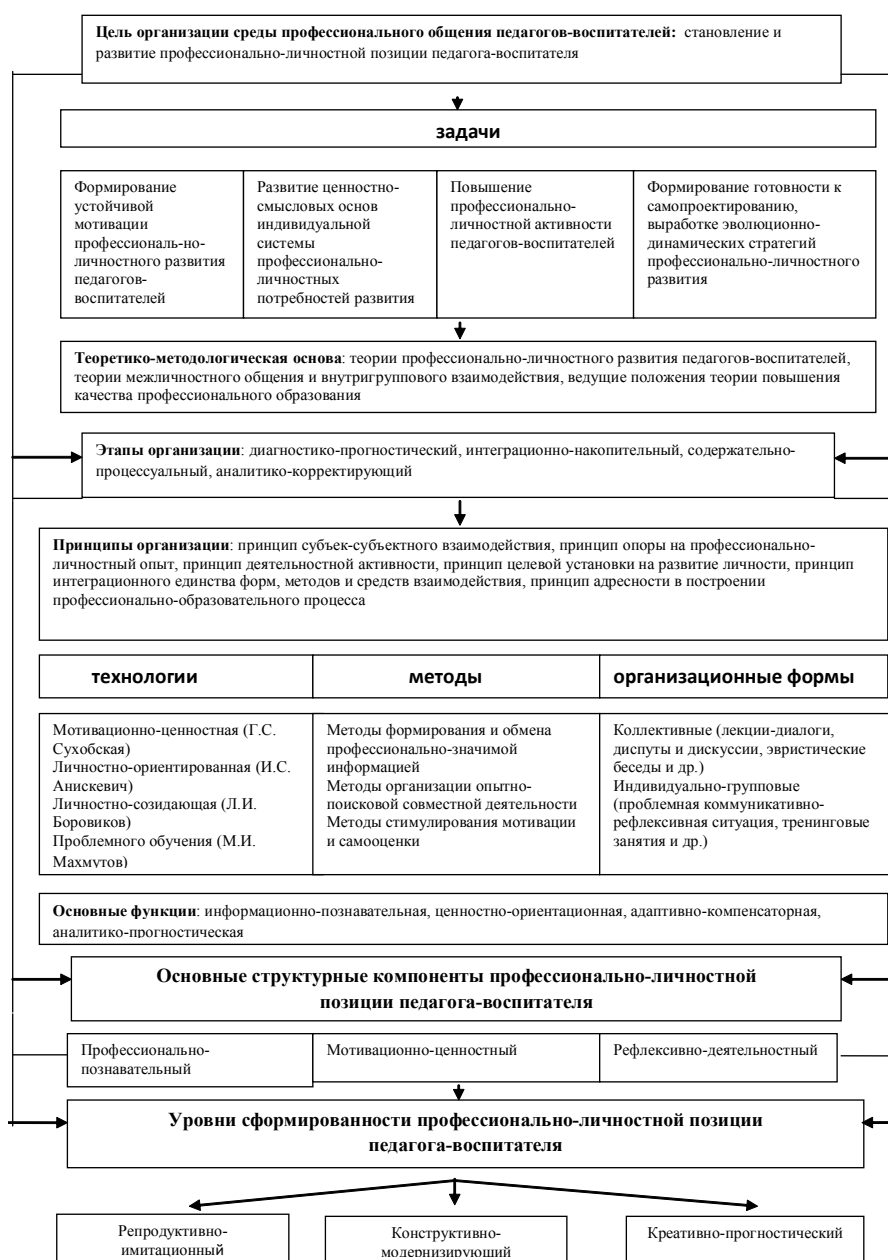 Цель организации среды профессионального общения педагогов-воспитателей: становление и
развитие профессионально-личностной позиции педагога-воспитателя
задачи
Формирование
устойчивой
мотивации
профессиональ-но-
личностного развития
педагогов-
воспитателей
Развитие ценностно-
смысловых основ
индивидуальной
системы
профессионально-
личностных
потребностей развития
Повышение
профессионально-
личностной активности
педагогов-воспитателей
Формирование готовности к
самопроектированию,
выработке эволюционно-
динамических стратегий
профессионально-личностного
развития
Теоретико-методологическая основа: теории профессионально-личностного развития педагогов-воспитателей,
теории межличностного общения и внутригруппового взаимодействия, ведущие положения теории повышения
качества профессионального образования
Этапы организации: диагностико-прогностический, интеграционно-накопительный, содержательно-
процессуальный, аналитико-корректирующий
Принципы организации: принцип субъек-субъектного взаимодействия, принцип опоры на профессионально-
личностный опыт, принцип деятельностной активности, принцип целевой установки на развитие личности, принцип
интеграционного единства форм, методов и средств взаимодействия, принцип адресности в построении
профессионально-образовательного процесса
технологии
методы
организационные формы
Мотивационно-ценностная (Г.С.
Сухобская)
Личностно-ориентированная (И.С.
Анискевич)
Личностно-созидающая (Л.И.
Боровиков)
Проблемного обучения (М.И.
Махмутов)
Методы формирования и обмена
профессионально-значимой
информацией
Методы организации опытно-
поисковой совместной деятельности
Методы стимулирования мотивации
и самооценки
Коллективные (лекции-диалоги,
диспуты и дискуссии, эвристические
беседы и др.)
Индивидуально-групповые
(проблемная коммуникативно-
рефлексивная ситуация, тренинговые
занятия и др.)
Основные функции: информационно-познавательная, ценностно-ориентационная, адаптивно-компенсаторная,
аналитико-прогностическая
Основные структурные компоненты профессионально-личностной
позиции педагога-воспитателя
Профессионально-
познавательный
Мотивационно-ценностный
Рефлексивно-деятельностный
Уровни сформированности профессионально-личностной позиции
педагога-воспитателя
Репродуктивно-
имитационный
Конструктивно-
модернизирующий
Креативно-прогностический